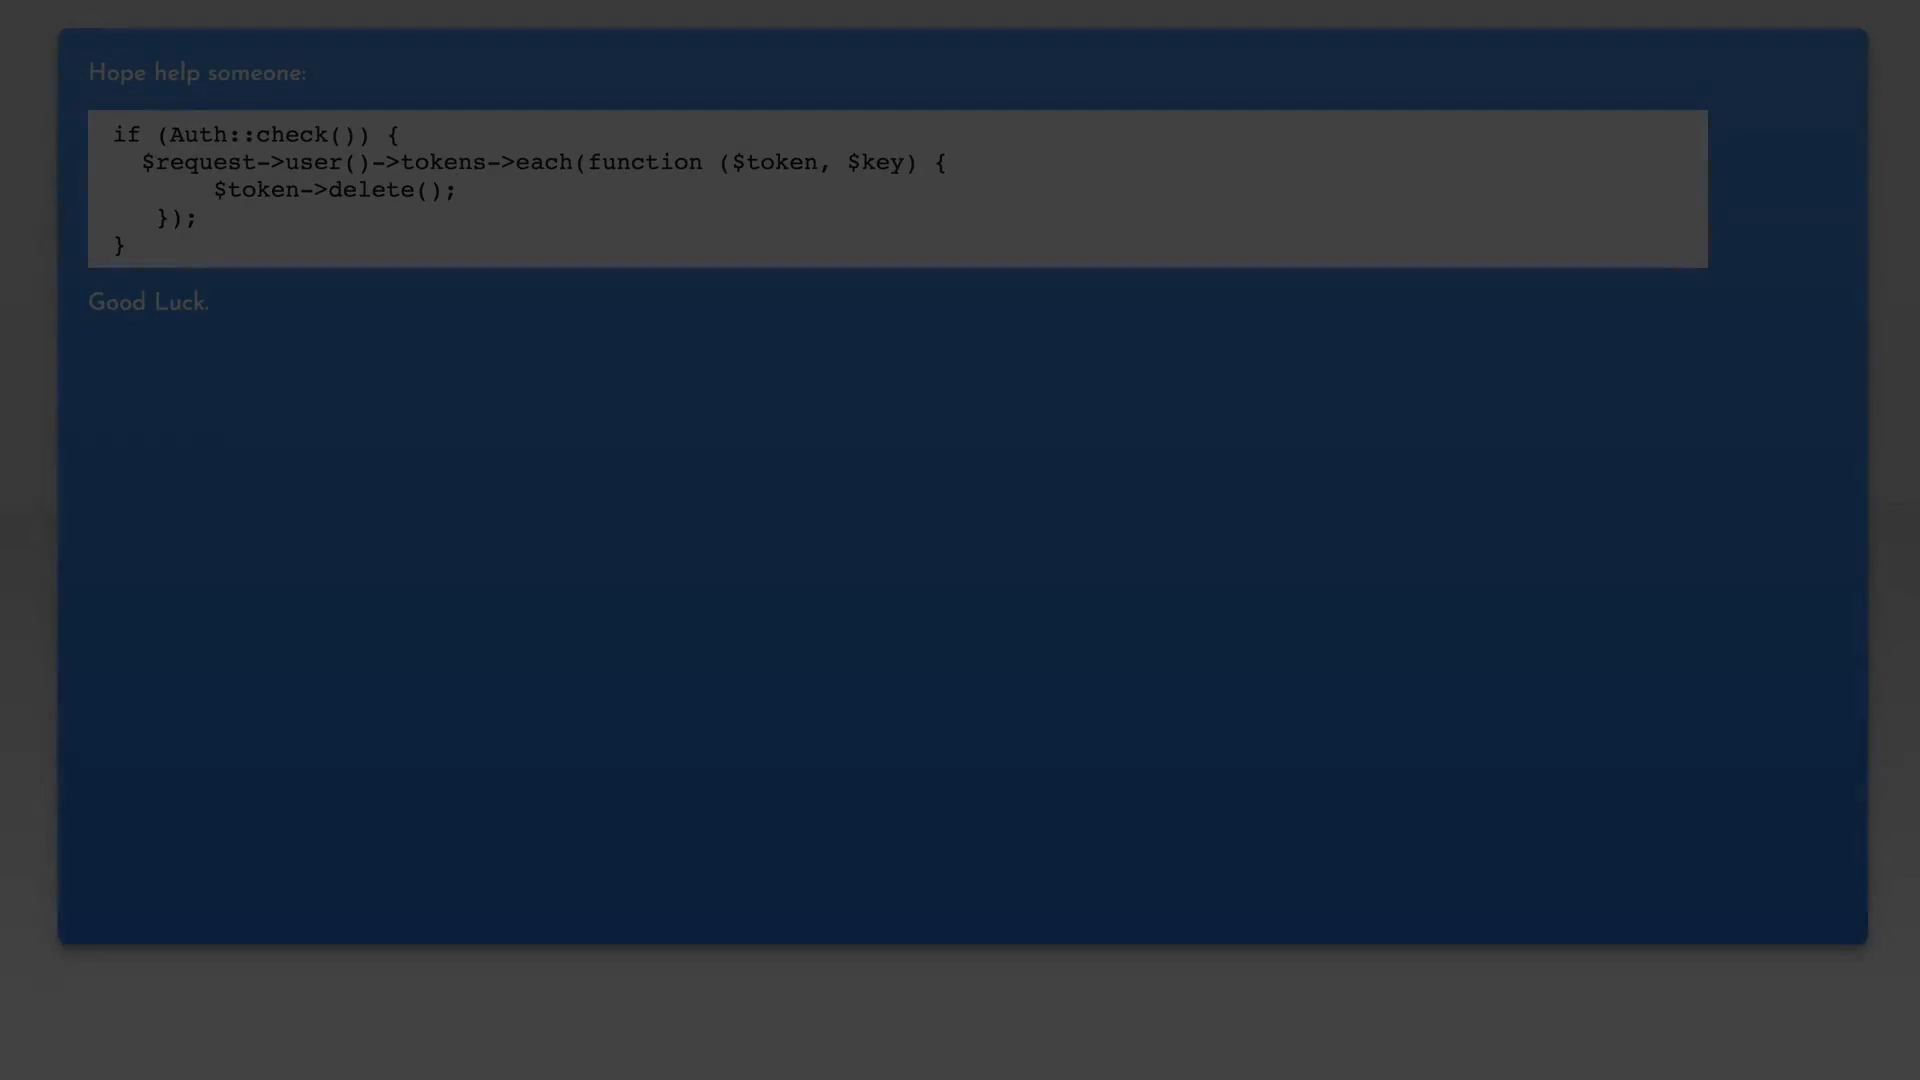 Hope help someone:
if (Auth::check()) {
  $request->user()->tokens->each(function ($token, $key) {
       $token->delete();
   });
}
Good Luck.